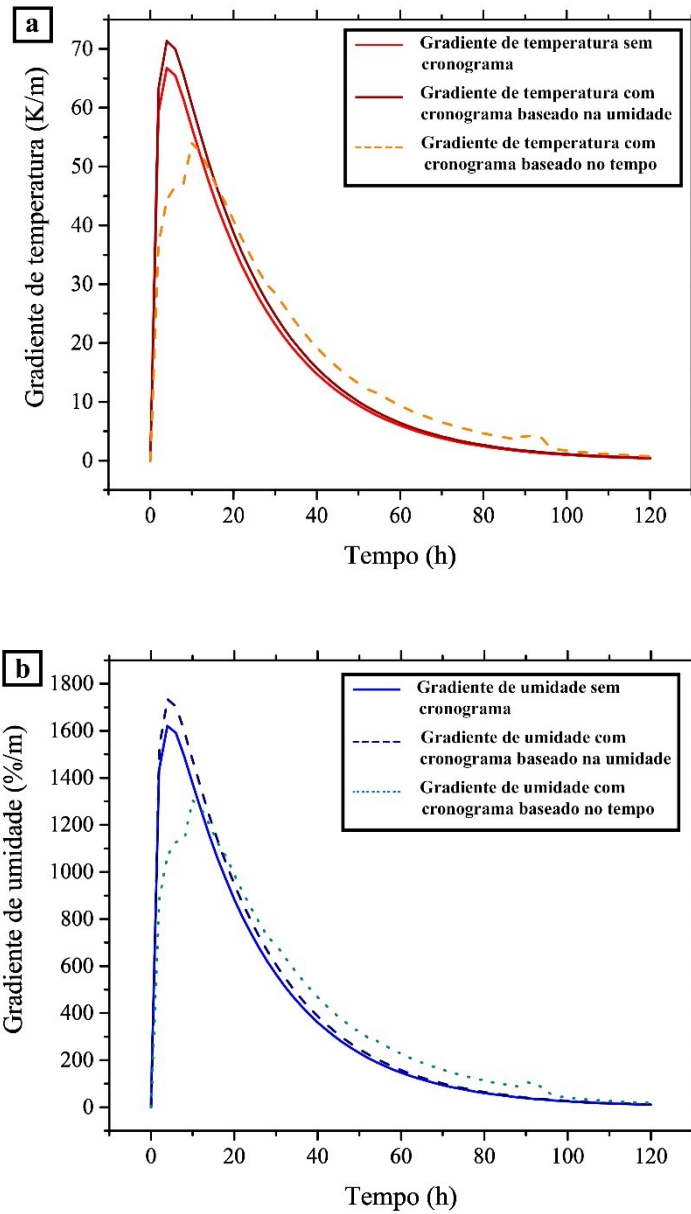 a
Gradiente de temperatura (K/m)
70
60
50
40
30
20
10
0
Gradiente de temperatura sem
cronograma
Gradiente de temperatura com
cronograma baseado na umidade
Gradiente de temperatura com
cronograma baseado no tempo
0 20 40 60 80 100 120
Tempo (h)
b
Gradiente de umidade (%/m)
1800
1600
1400
1200
1000
800
600
400
200
0
Gradiente de umidade sem
cronograma
Gradiente de umidade com
cronograma baseado na umidade
Gradiente de umidade com
cronograma baseado no tempo
0 20 40 60 80 100 120
Tempo (h)